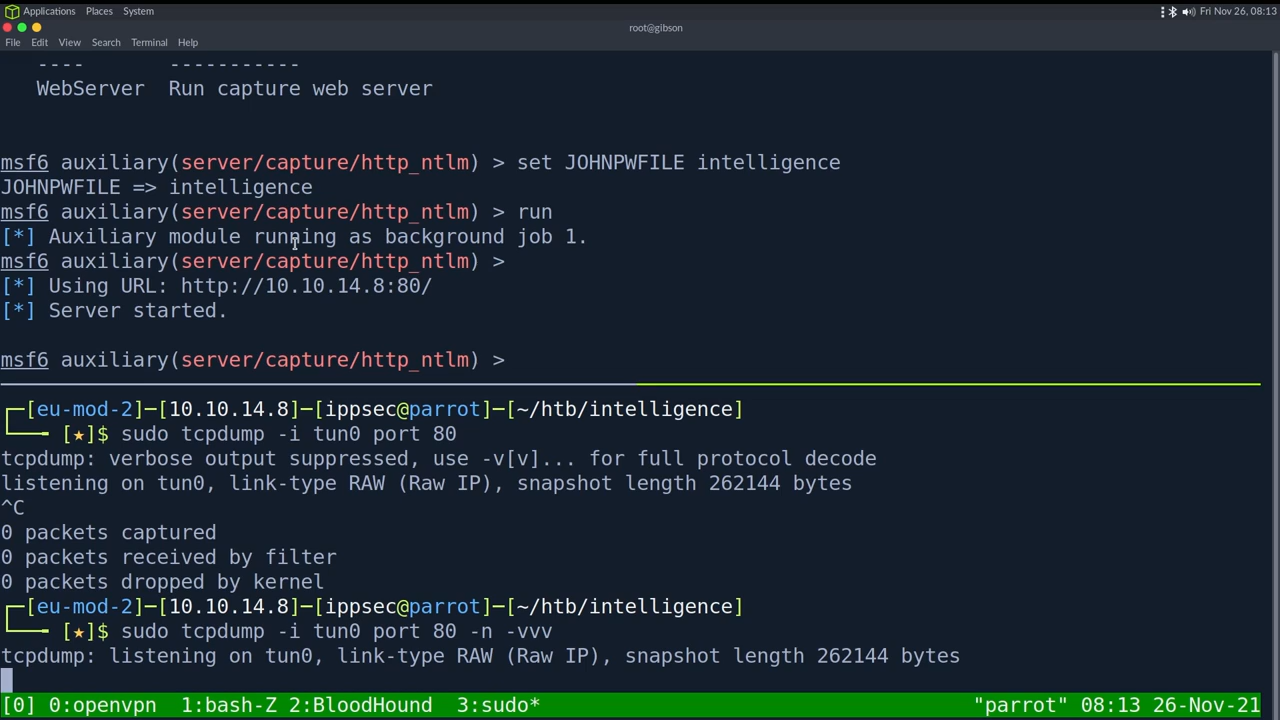 Applications Places System
Fri Nov 26, 08:13
root@gibson
File Edit View Search Terminal Help
---- -----------
WebServer Run capture web server
msf6 auxiliary(server/capture/http_ntlm) > set JOHNPWFILE intelligence
JOHNPWFILE => intelligence
msf6 auxiliary(server/capture/http_ntlm) > run
[*] Auxiliary module running as background job 1.
msf6 auxiliary(server/capture/http_ntlm) >
[*] Using URL: http://10.10.14.8:80/
[*] Server started.
msf6 auxiliary(server/capture/http_ntlm) >
┌─[eu-mod-2]─[10.10.14.8]─[ippsec@parrot]─[~/htb/intelligence]
└──╼ [★]$ sudo tcpdump -i tun0 port 80
tcpdump: verbose output suppressed, use -v[v]... for full protocol decode
listening on tun0, link-type RAW (Raw IP), snapshot length 262144 bytes
^C
0 packets captured
0 packets received by filter
0 packets dropped by kernel
┌─[eu-mod-2]─[10.10.14.8]─[ippsec@parrot]─[~/htb/intelligence]
└──╼ [★]$ sudo tcpdump -i tun0 port 80 -n -vvv
tcpdump: listening on tun0, link-type RAW (Raw IP), snapshot length 262144 bytes
[0] 0:openvpn 1:bash-Z 2:BloodHound 3:sudo* "parrot" 08:13 26-Nov-21